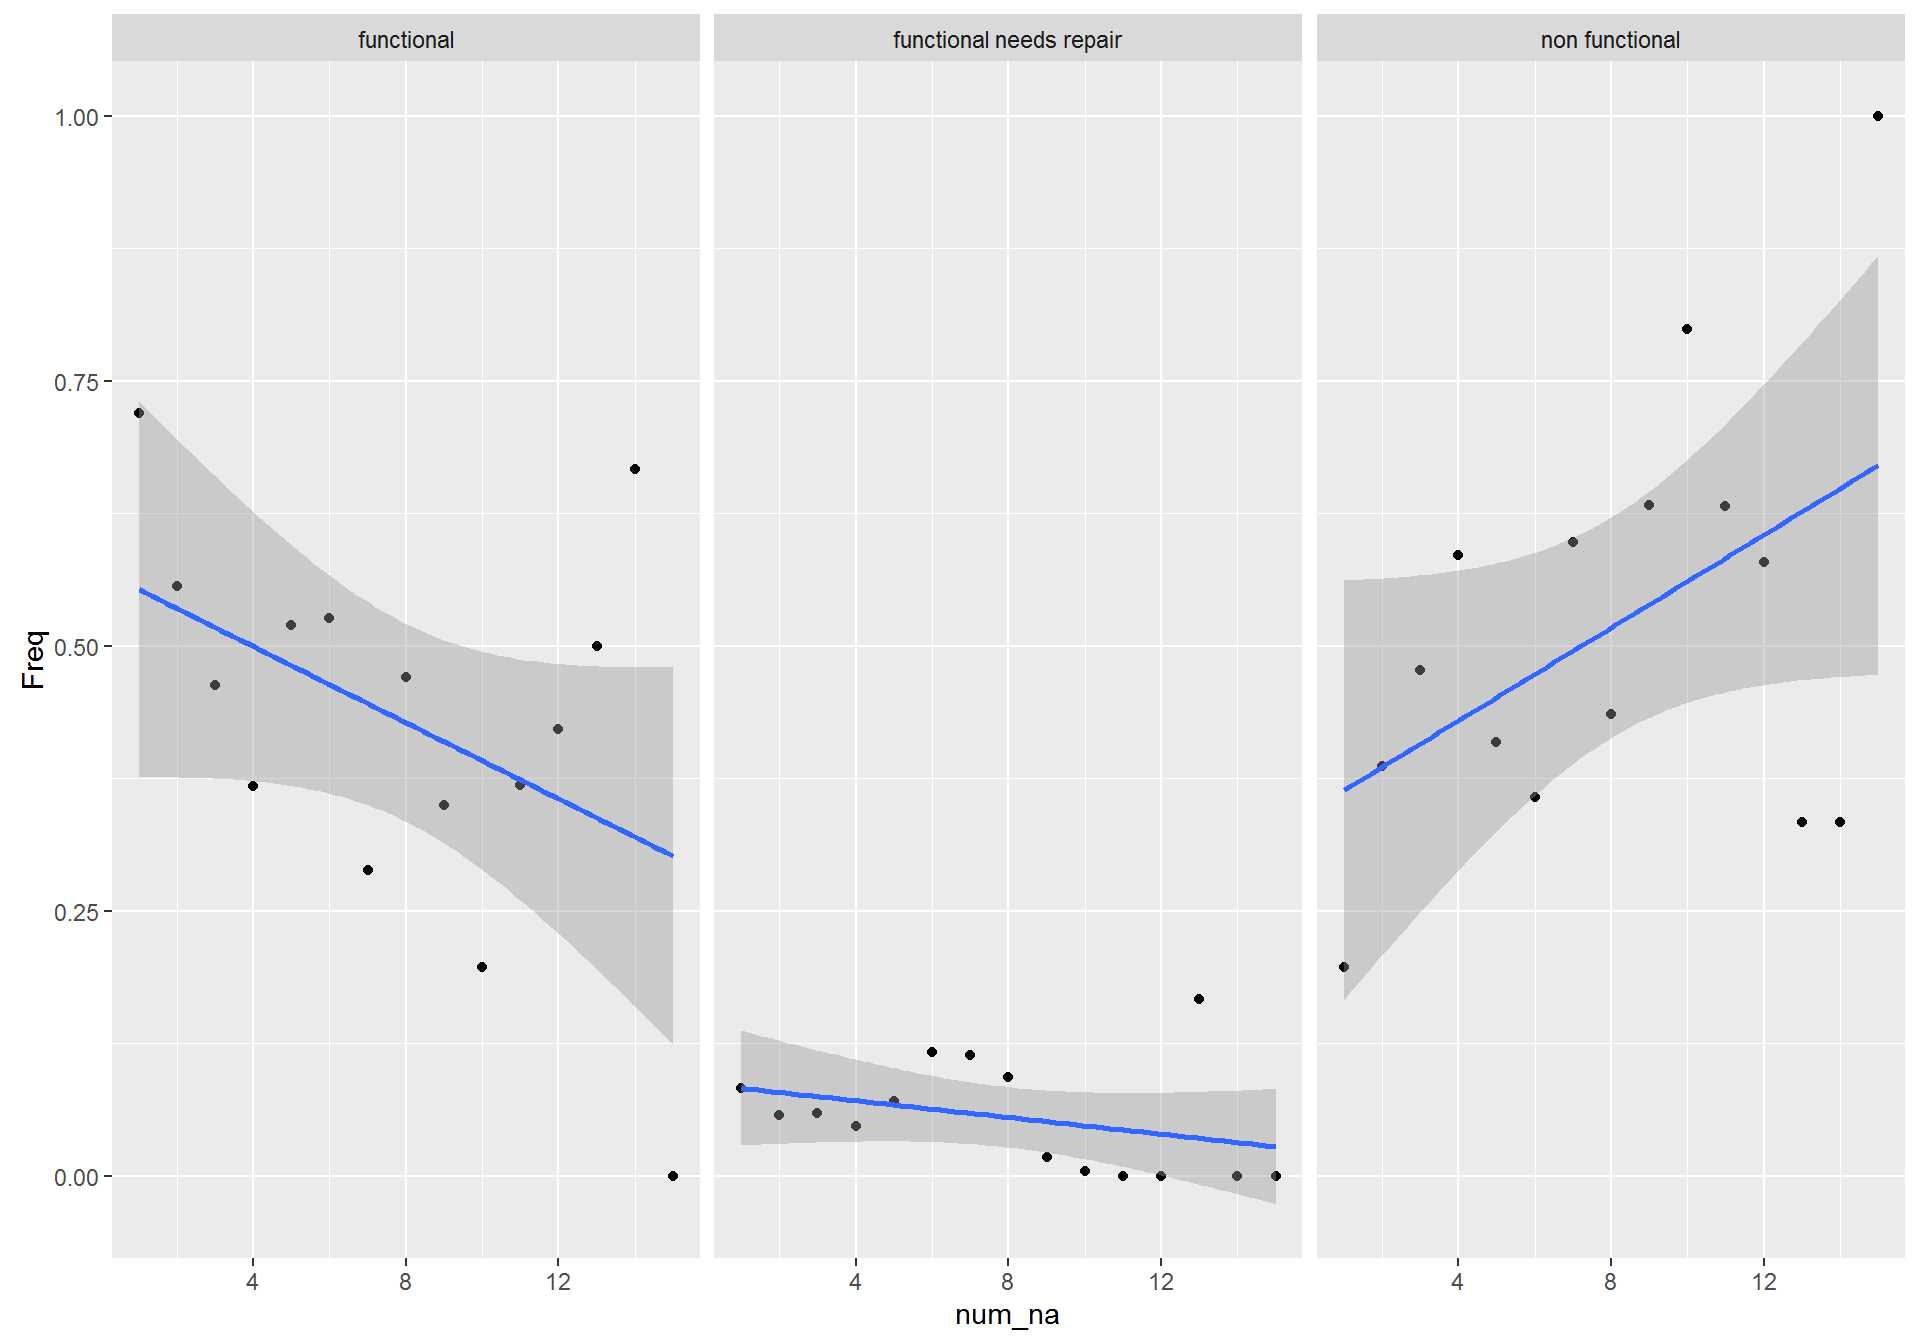 functional
functional needs repair
non functional
1.00
0.75
0.50
0.25
0.00
Freq
4 8 12
4 8 12
4 8 12
num_na